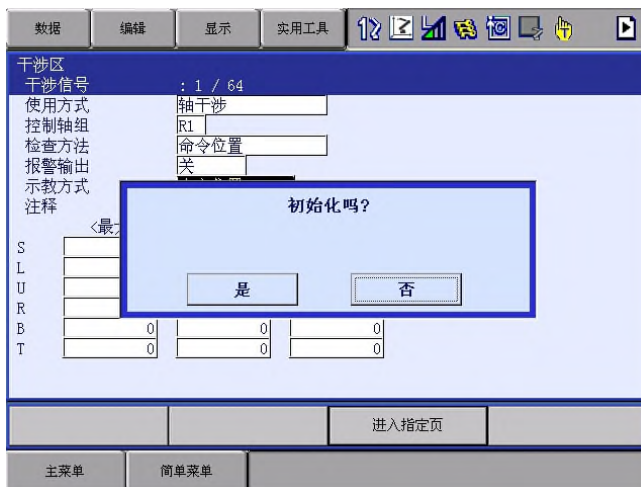 数据 编辑 显示 实用工具
干涉区
干涉信号 : 1 / 64
使用方式 轴干涉
控制轴组 R1
检查方法 命令位置
报警输出 关
示教方式
注释
<最
初始化吗?
是 否
S
L
U
R
B 0 0 0
T 0 0 0
进入指定页
主菜单 简单菜单